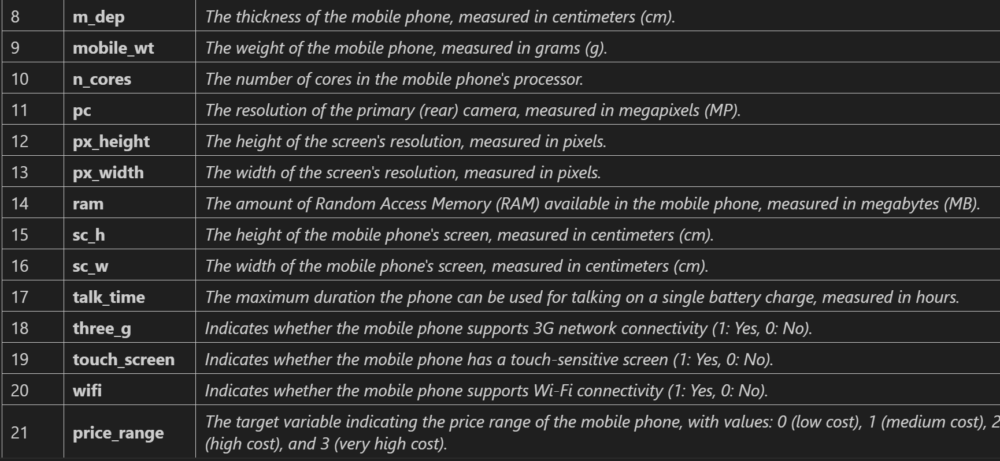 8 m_dep The thickness of the mobile phone, measured in centimeters (cm).
9 mobile_wt The weight of the mobile phone, measured in grams (g).
10 n_cores The number of cores in the mobile phone's processor.
11 pc The resolution of the primary (rear) camera, measured in megapixels (MP).
12 px_height The height of the screen's resolution, measured in pixels.
13 px_width The width of the screen's resolution, measured in pixels.
14 ram The amount of Random Access Memory (RAM) available in the mobile phone, measured in megabytes (MB).
15 sc_h The height of the mobile phone's screen, measured in centimeters (cm).
16 sc_w The width of the mobile phone's screen, measured in centimeters (cm).
17 talk_time The maximum duration the phone can be used for talking on a single battery charge, measured in hours.
18 three_g Indicates whether the mobile phone supports 3G network connectivity (1: Yes, 0: No).
19 touch_screen Indicates whether the mobile phone has a touch-sensitive screen (1: Yes, 0: No).
20 wifi Indicates whether the mobile phone supports Wi-Fi connectivity (1: Yes, 0: No).
21 price_range The target variable indicating the price range of the mobile phone, with values: 0 (low cost), 1 (medium cost), 2
(high cost), and 3 (very high cost).